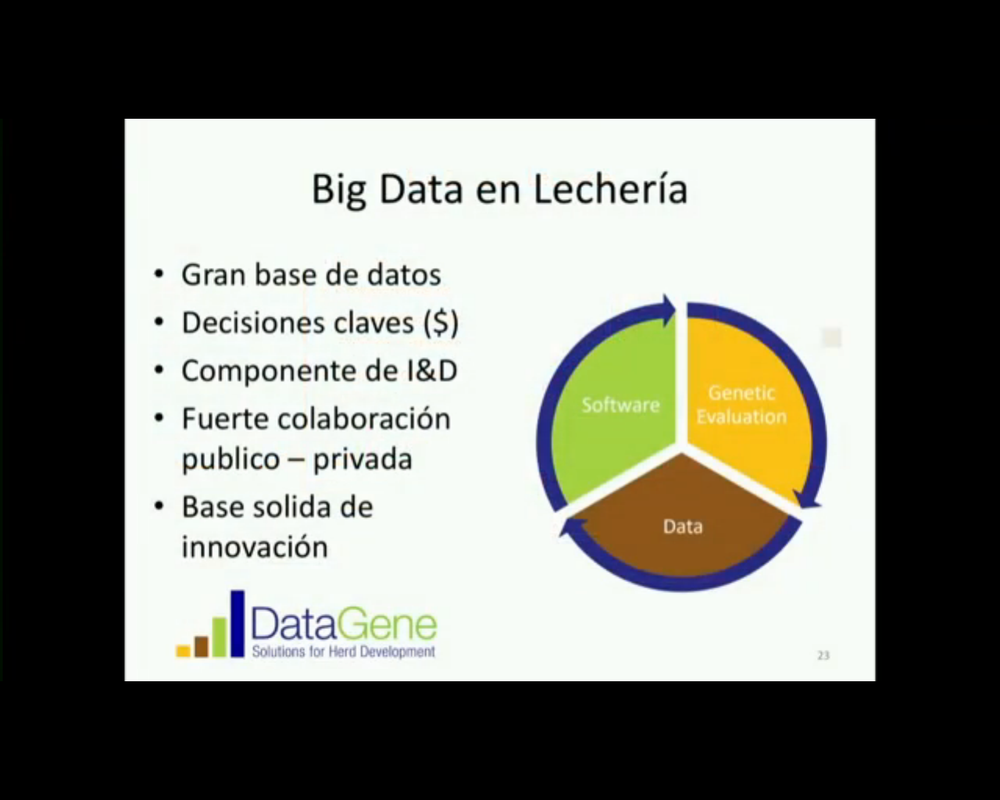 Big Data en Lechería
• Gran base de datos
• Decisiones claves ($)
• Componente de I&D
• Fuerte colaboración
publico – privada
• Base solida de
innovación
Software
Genetic
Evaluation
Data
DataGene
Solutions for Herd Development
23